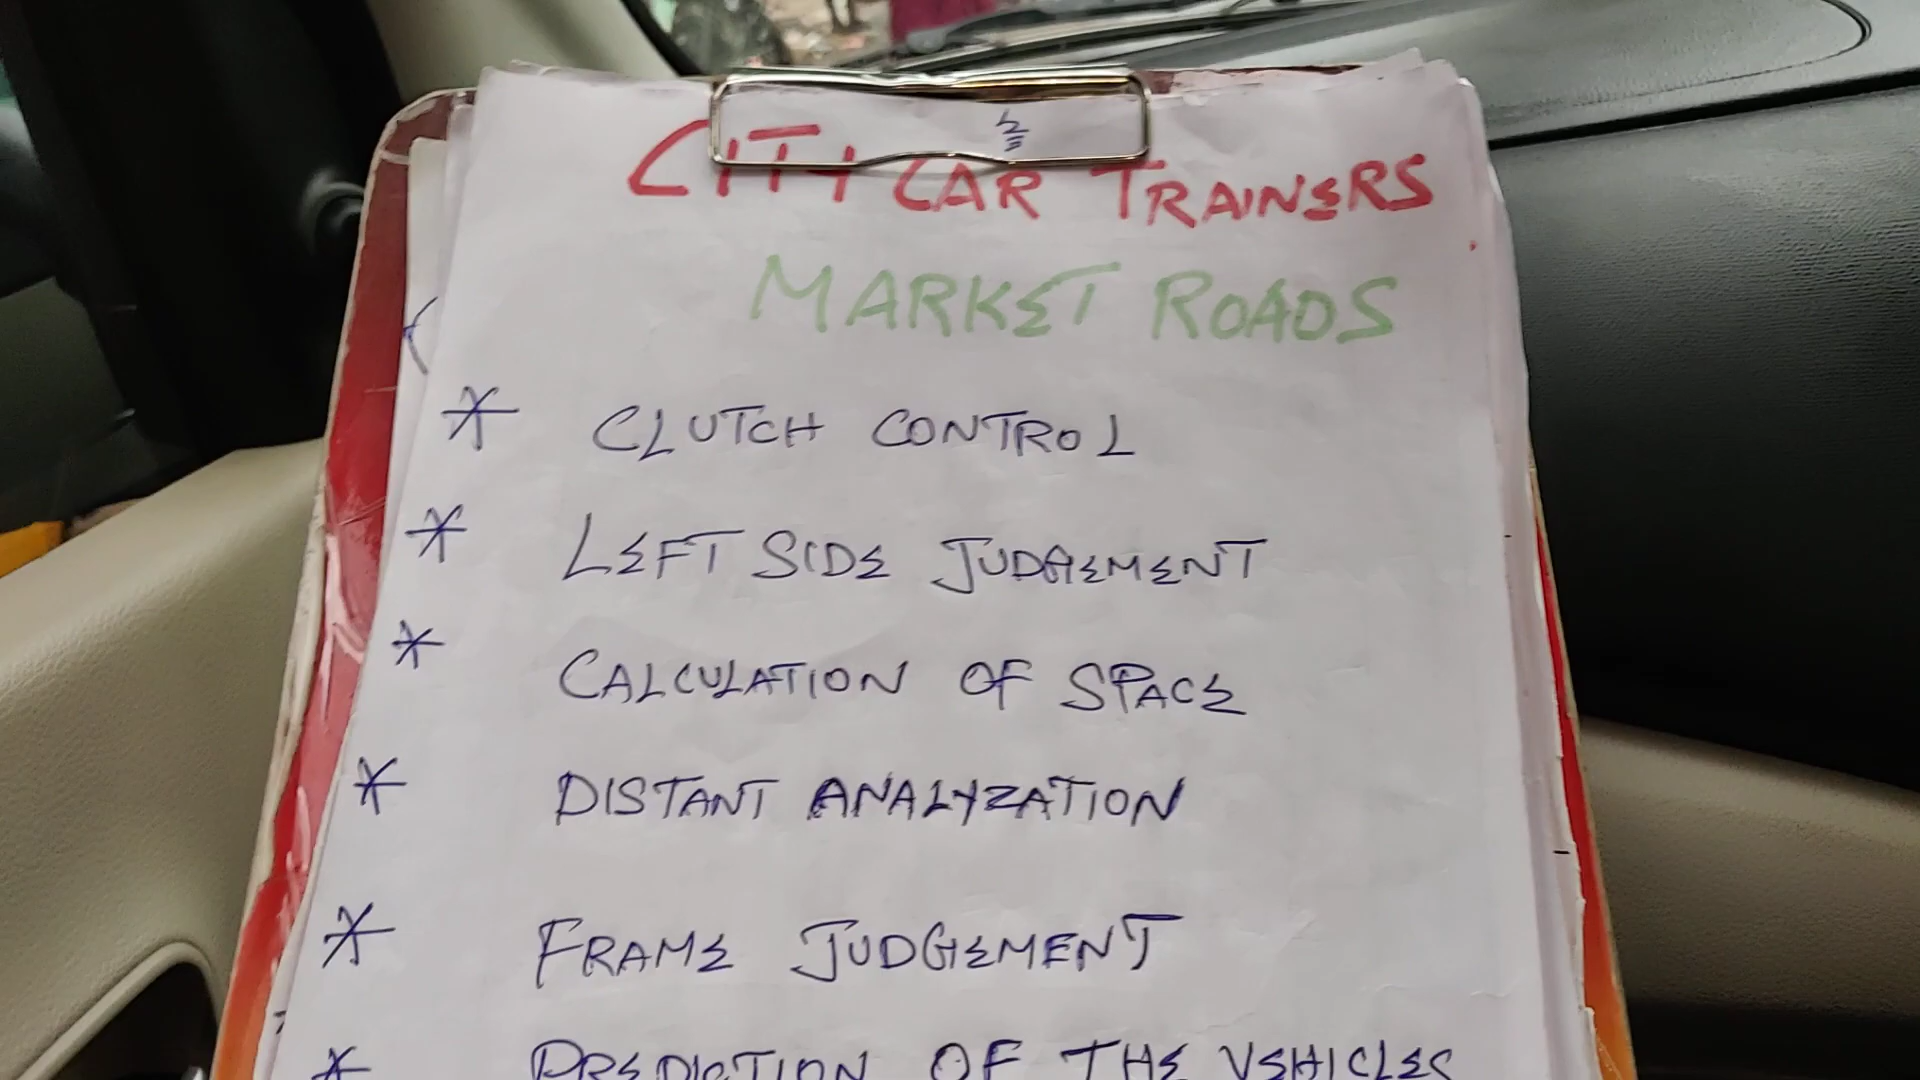 CITY CAR TRAINERS
MARKET ROADS
* CLUTCH CONTROL
* LEFT SIDE JUDGEMENT
* CALCULATION OF SPACE
* DISTANT ANALYZATION
* FRAME JUDGEMENT
* PREDICTION OF THE VEHICLES